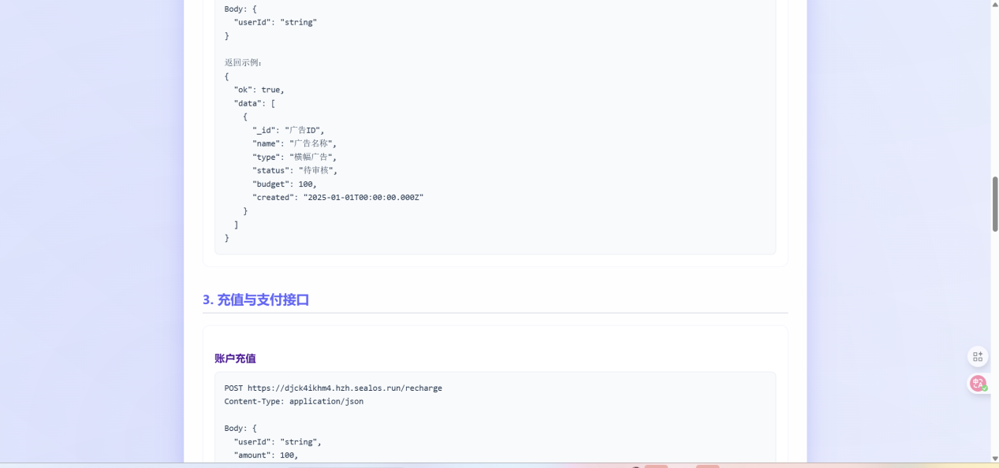 Body: {
  "userId": "string"
}
返回示例：
{
  "ok": true,
  "data": [
    {
      "_id": "广告ID",
      "name": "广告名称",
      "type": "横幅广告",
      "status": "待审核",
      "budget": 100,
      "created": "2025-01-01T00:00:00.000Z"
    }
  ]
}
3. 充值与支付接口
账户充值
POST https://djck4ikhm4.hzh.sealos.run/recharge
Content-Type: application/json
Body: {
  "userId": "string",
  "amount": 100,